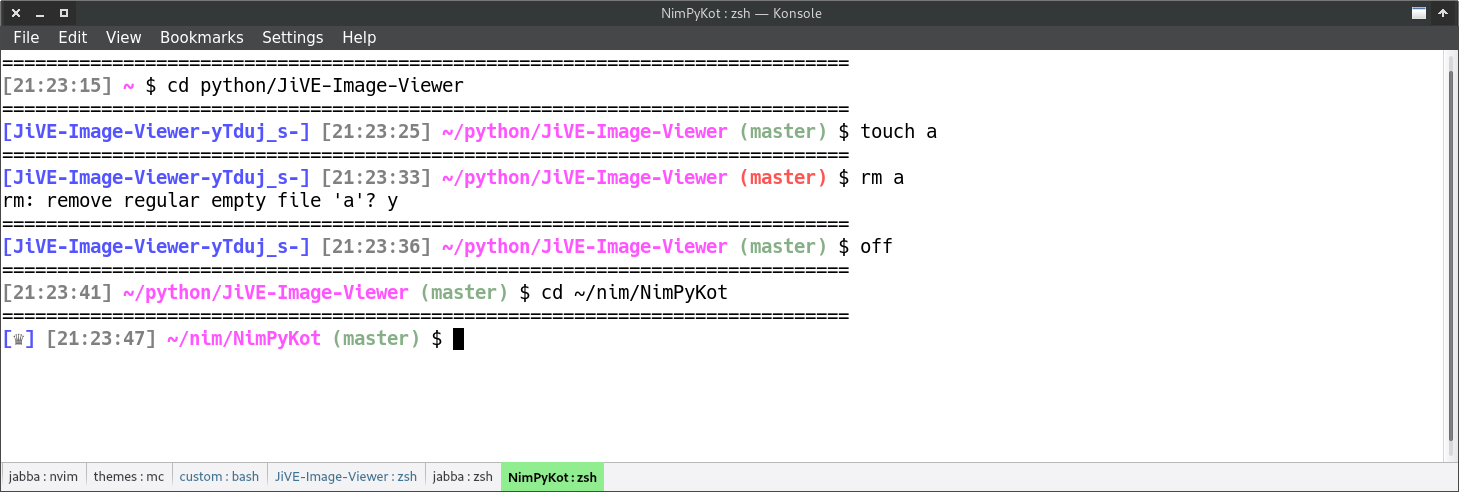 NimPyKot : zsh — Konsole
File Edit View Bookmarks Settings Help
=============================================================================
[21:23:15] ~ $ cd python/JiVE-Image-Viewer
=============================================================================
[JiVE-Image-Viewer-yTduj_s-] [21:23:25] ~/python/JiVE-Image-Viewer (master) $ touch a
=============================================================================
[JiVE-Image-Viewer-yTduj_s-] [21:23:33] ~/python/JiVE-Image-Viewer (master) $ rm a
rm: remove regular empty file 'a'? y
=============================================================================
[JiVE-Image-Viewer-yTduj_s-] [21:23:36] ~/python/JiVE-Image-Viewer (master) $ off
=============================================================================
[21:23:41] ~/python/JiVE-Image-Viewer (master) $ cd ~/nim/NimPyKot
=============================================================================
[♛] [21:23:47] ~/nim/NimPyKot (master) $
jabba : nvim themes : mc custom : bash JiVE-Image-Viewer : zsh jabba : zsh NimPyKot : zsh